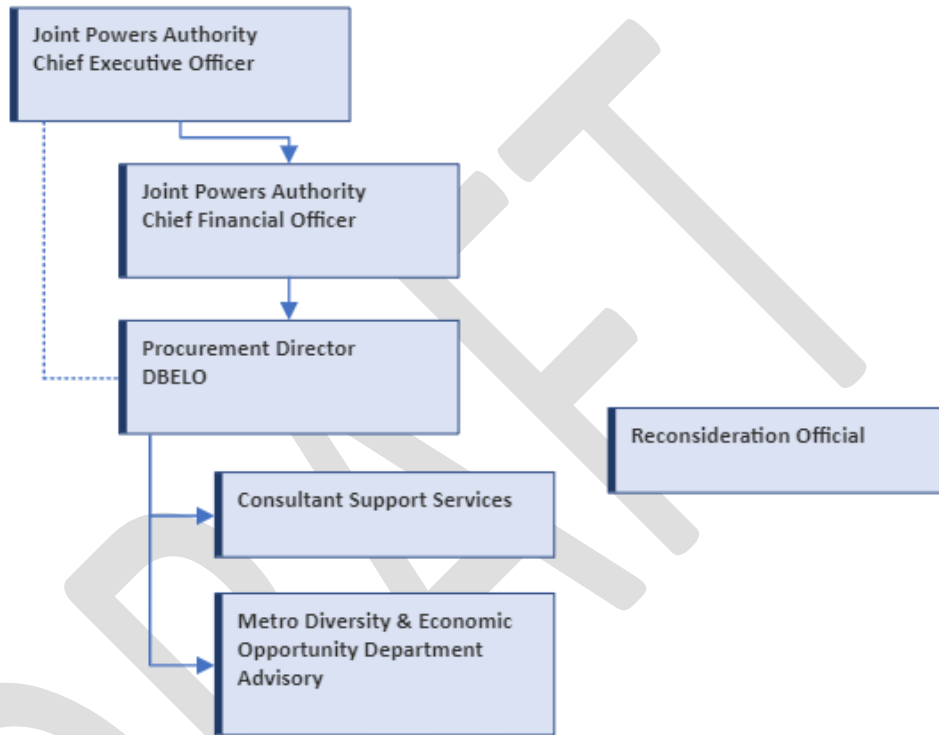 Joint Powers Authority
Chief Executive Officer
Joint Powers Authority
Chief Financial Officer
Procurement Director
DBELO
Reconsideration Official
Consultant Support Services
Metro Diversity & Economic
Opportunity Department
Advisory
DRAFT